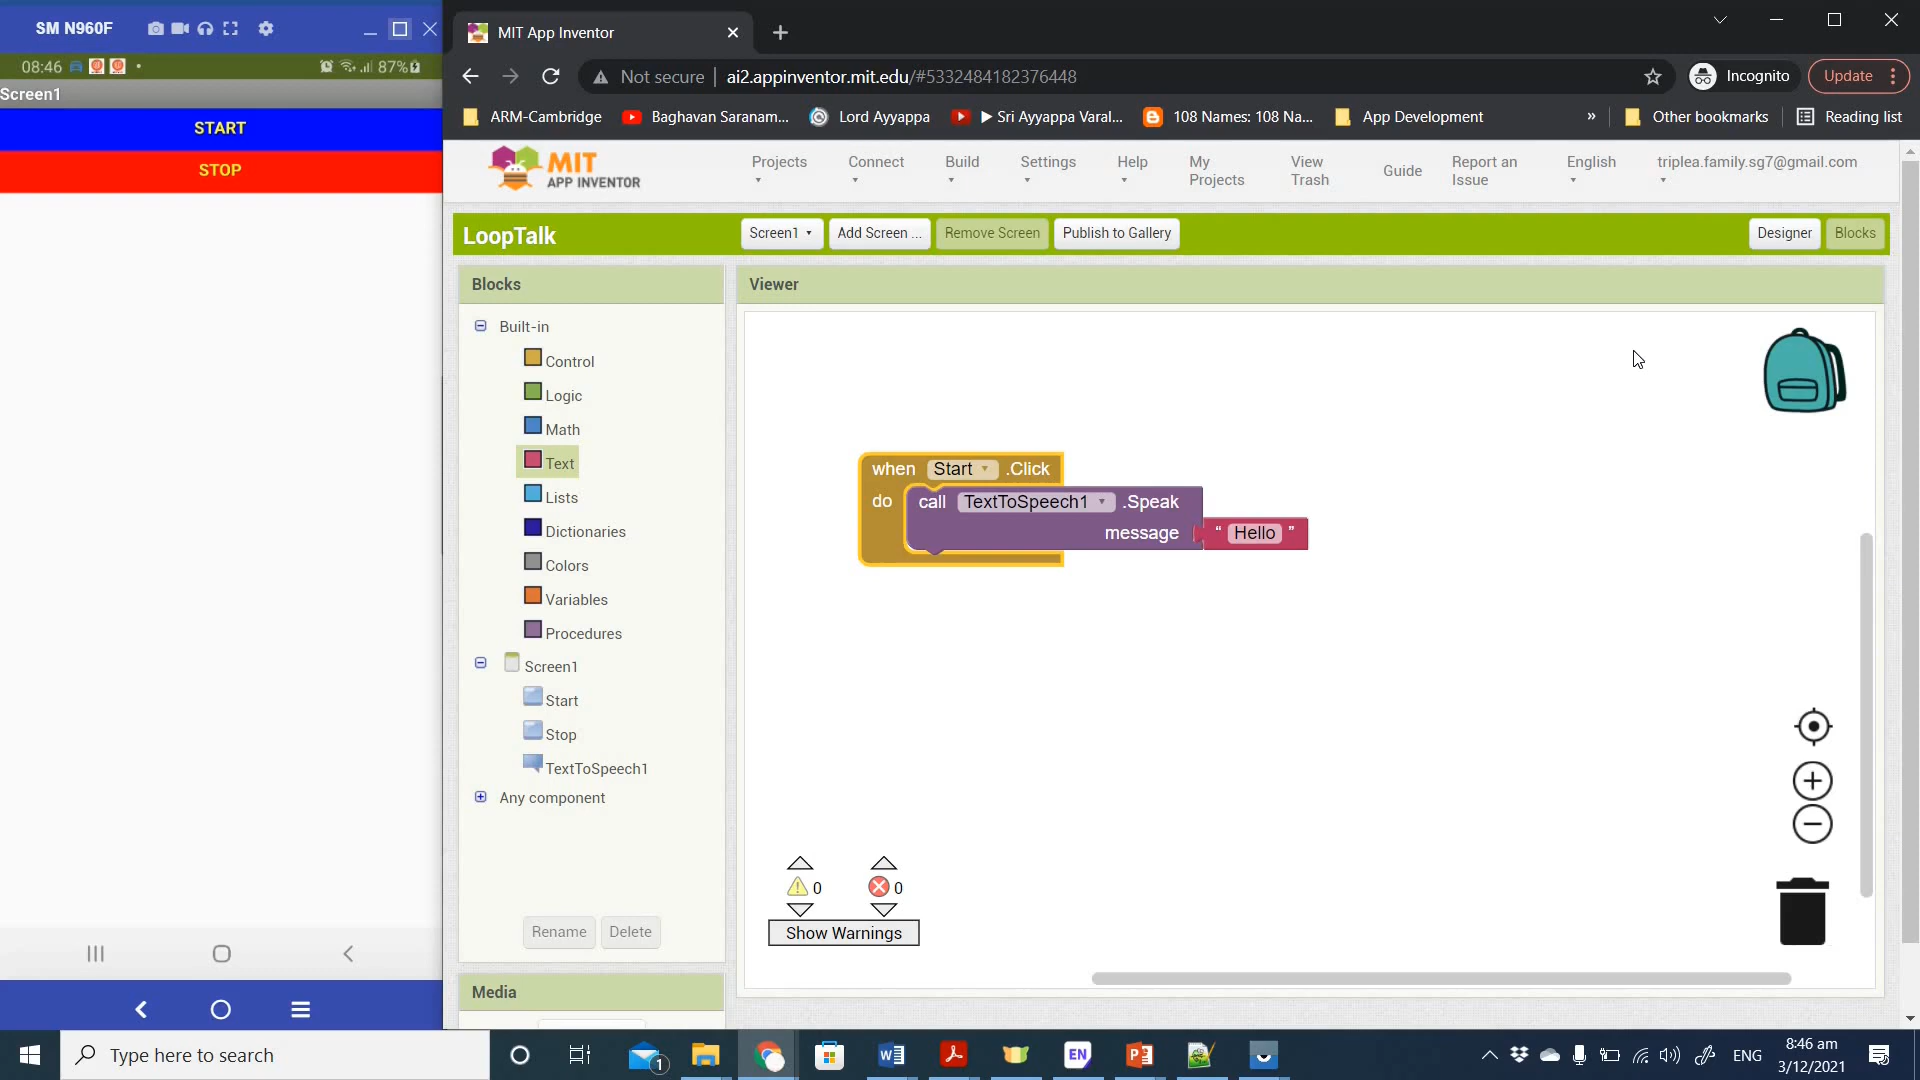 SM N960F
08:46
87%
Screen1
START
STOP
MIT App Inventor
Not secure
ai2.appinventor.mit.edu/#5332484182376448
Incognito
Update
ARM-Cambridge
Baghavan Saranam...
Lord Ayyappa
▶ Sri Ayyappa Varal...
108 Names: 108 Na...
App Development
»
Other bookmarks
Reading list
MIT
APP INVENTOR
Projects
Connect
Build
Settings
Help
My
Projects
View
Trash
Guide
Report an
Issue
English
triplea.family.sg7@gmail.com
LoopTalk
Screen1
Add Screen ...
Remove Screen
Publish to Gallery
Designer
Blocks
Blocks
Viewer
Built-in
Control
Logic
Math
Text
Lists
Dictionaries
Colors
Variables
Procedures
Screen1
Start
Stop
TextToSpeech1
Any component
Rename
Delete
Media
when Start .Click
do call TextToSpeech1 .Speak
message “ Hello ”
0
0
Show Warnings
Type here to search
1
EN
ENG
8:46 am
3/12/2021